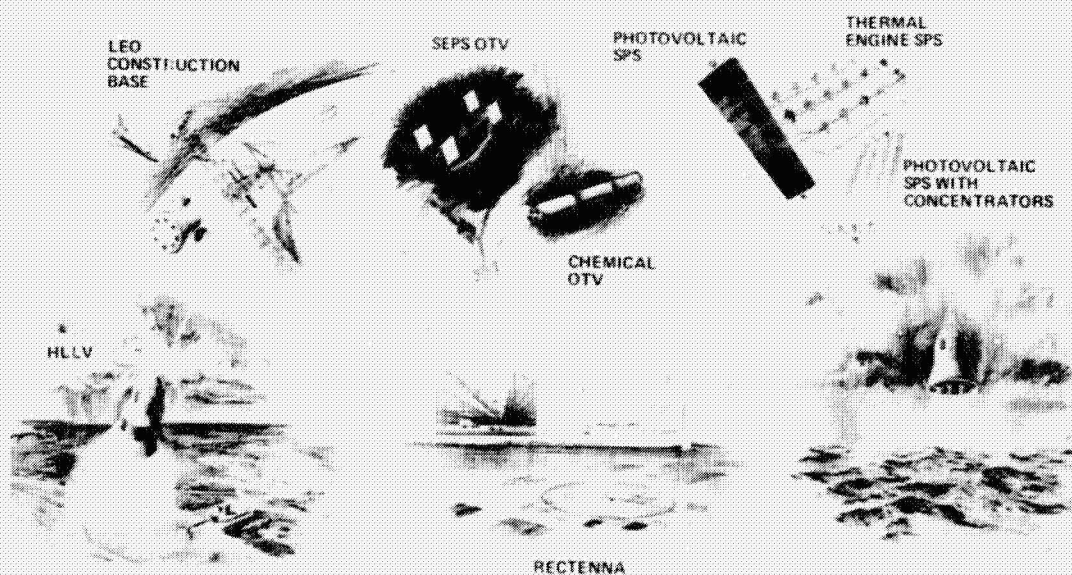 LEO
CONSTRUCTION
BASE
SEPS OTV
PHOTOVOLTAIC
SPS
THERMAL
ENGINE SPS
PHOTOVOLTAIC
SPS WITH
CONCENTRATORS
CHEMICAL
OTV
HLLV
RECTENNA